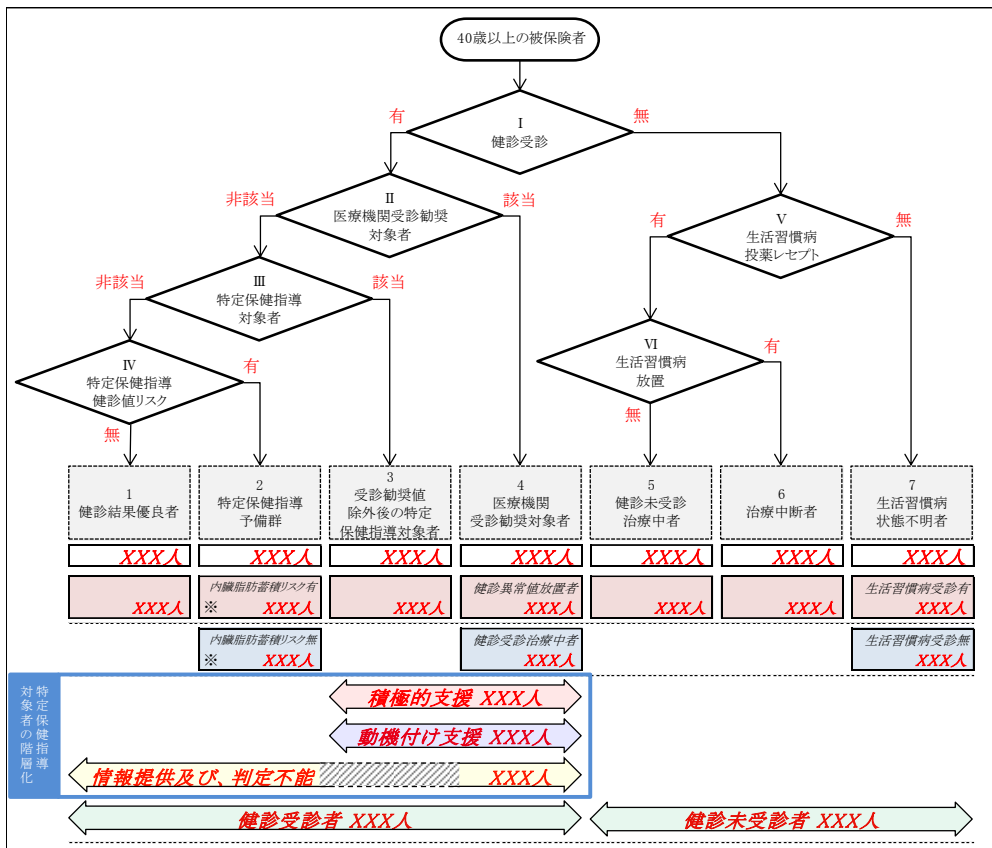 40歳以上の被保険者
Ⅰ
健診受診
有
無
Ⅱ
医療機関受診勧奨
対象者
非該当
該当
Ⅴ
生活習慣病
投薬レセプト
有
無
Ⅲ
特定保健指導
対象者
非該当
該当
Ⅵ
生活習慣病
放置
有
無
Ⅳ
特定保健指導
健診値リスク
有
無
1
健診結果優良者
2
特定保健指導
予備群
3
受診勧奨値
除外後の特定
保健指導対象者
4
医療機関
受診勧奨対象者
5
健診未受診
治療中者
6
治療中断者
7
生活習慣病
状態不明者
XXX人
XXX人
XXX人
XXX人
XXX人
XXX人
XXX人
XXX人
内臓脂肪蓄積リスク有
※ XXX人
XXX人
健診異常値放置者
XXX人
XXX人
XXX人
生活習慣病受診有
XXX人
内臓脂肪蓄積リスク無
※ XXX人
健診受診治療中者
XXX人
生活習慣病受診無
XXX人
特定保健指導
対象者の階層化
積極的支援 XXX人
動機付け支援 XXX人
情報提供及び、判定不能 XXX人
健診受診者 XXX人
健診未受診者 XXX人